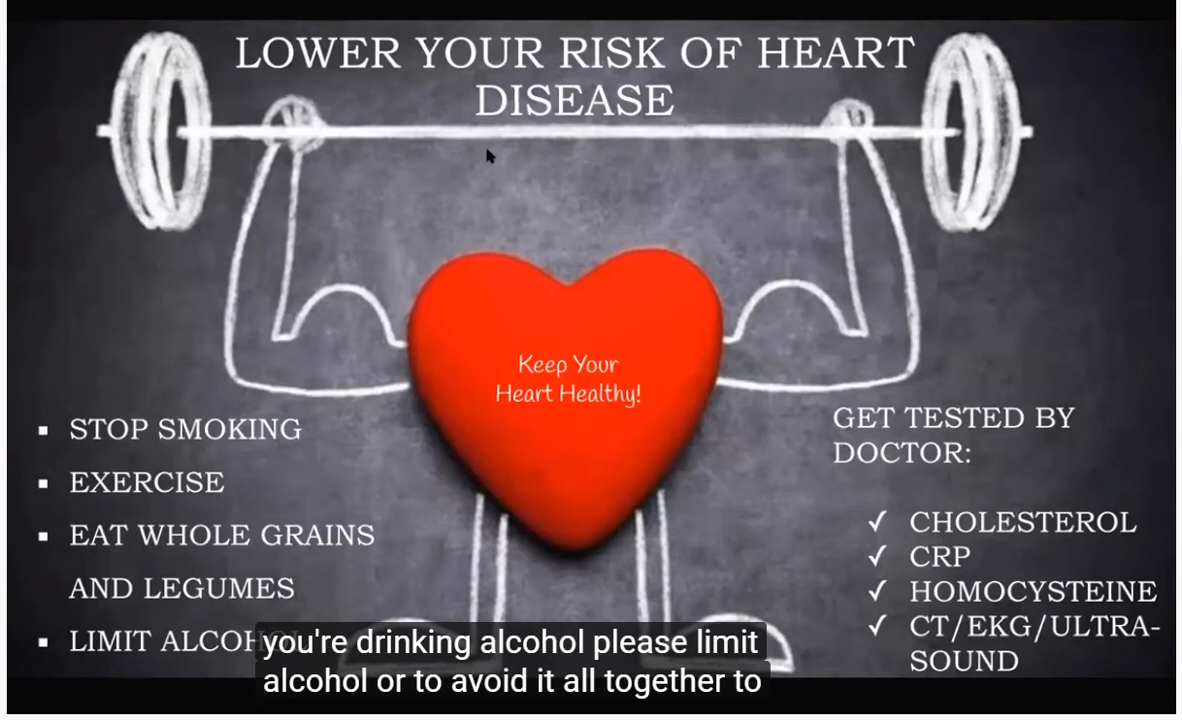 LOWER YOUR RISK OF HEART
DISEASE
Keep Your
Heart Healthy!
▪ STOP SMOKING
▪ EXERCISE
▪ EAT WHOLE GRAINS
AND LEGUMES
▪ LIMIT ALCOHOL
GET TESTED BY
DOCTOR:
✓ CHOLESTEROL
✓ CRP
✓ HOMOCYSTEINE
✓ CT/EKG/ULTRA-
SOUND
you're drinking alcohol please limit
alcohol or to avoid it all together to